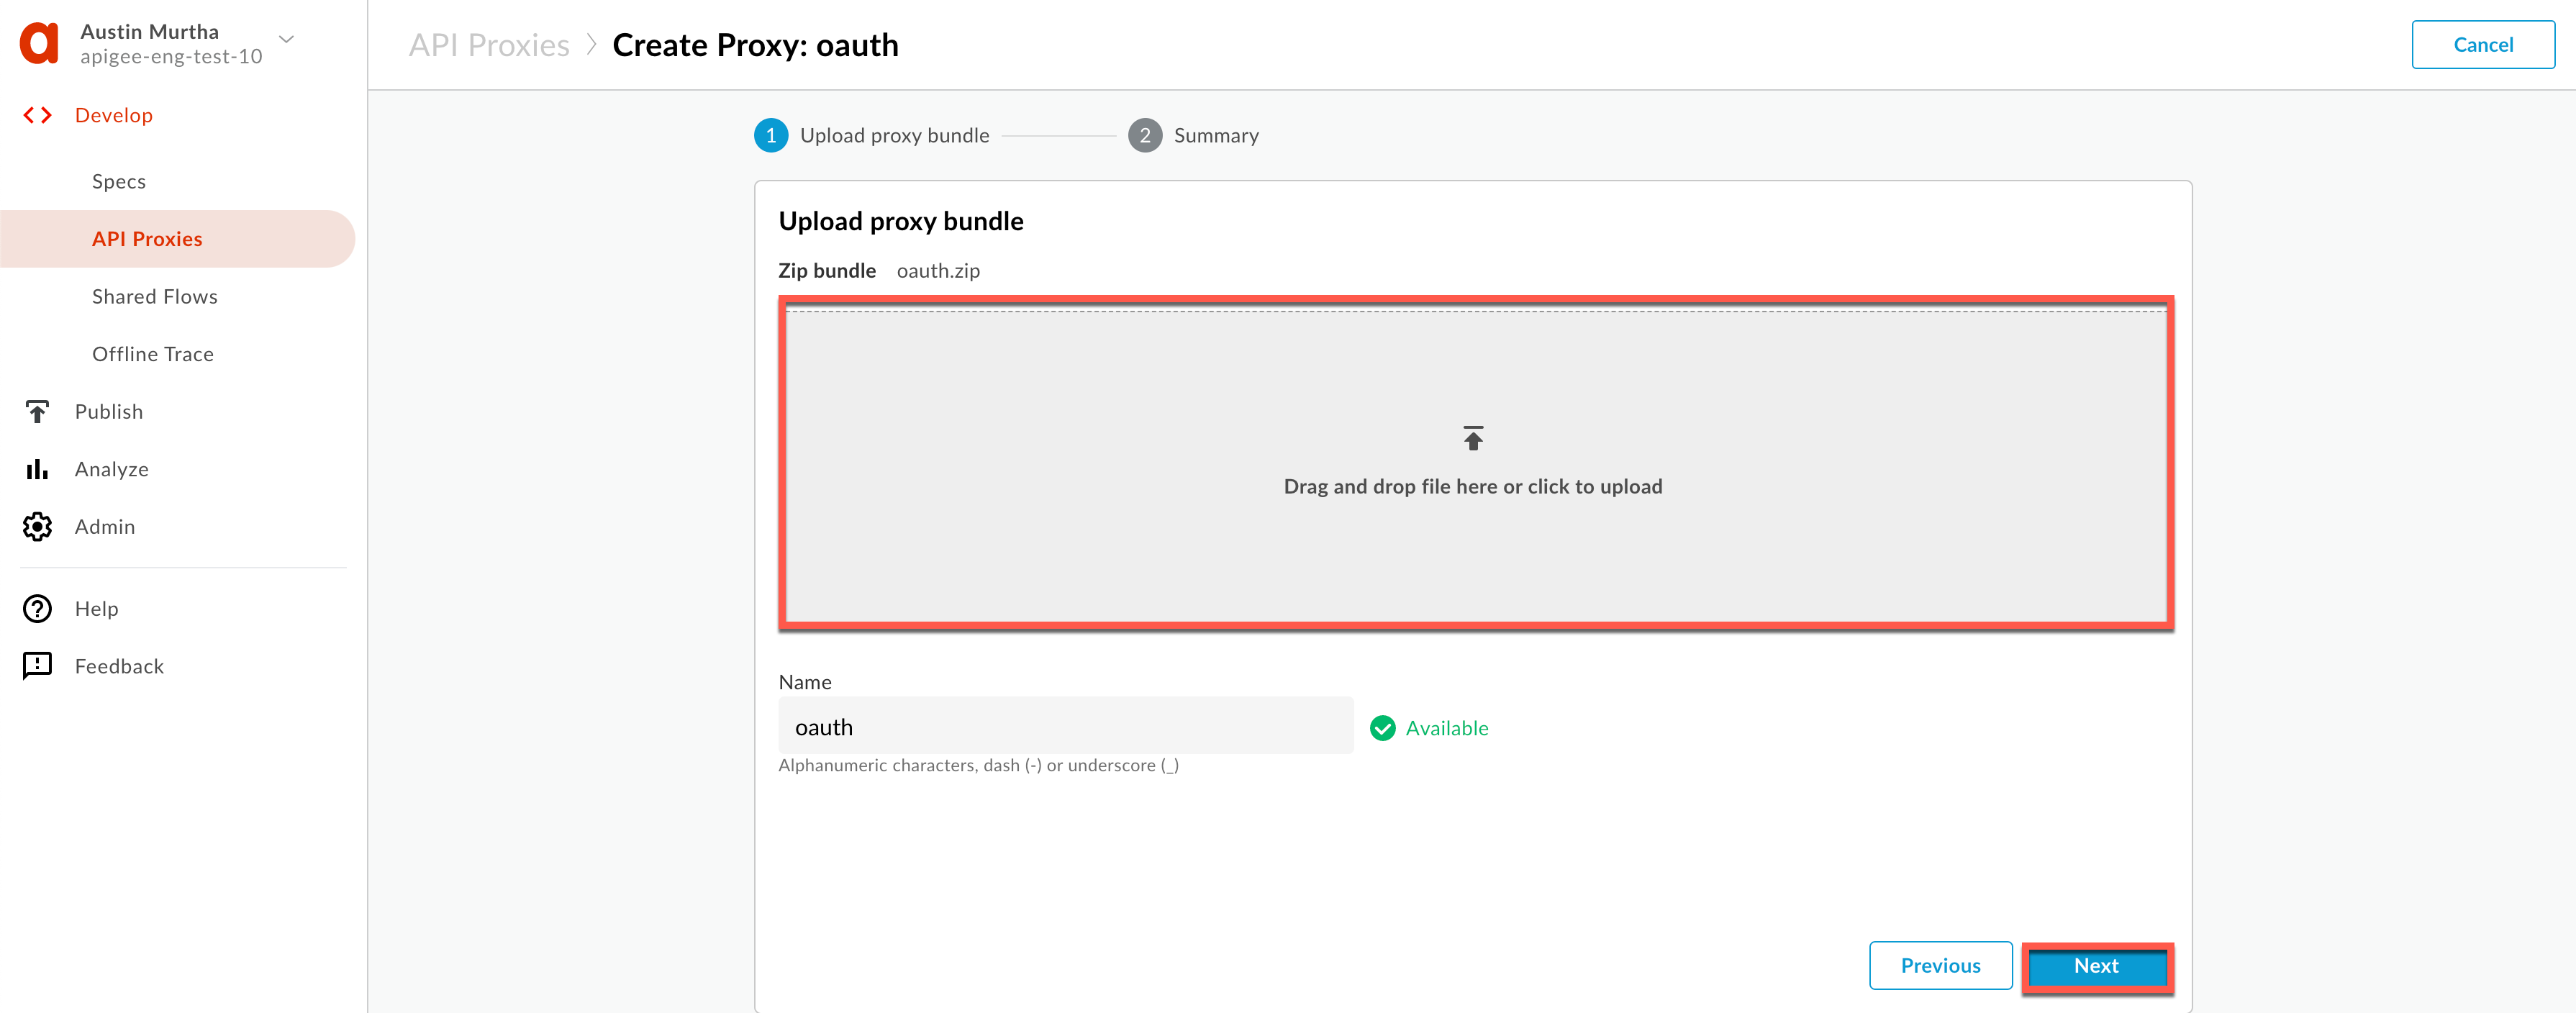 Austin Murtha
apigee-eng-test-10
Develop
Specs
API Proxies
Shared Flows
Offline Trace
Publish
Analyze
Admin
Help
Feedback
API Proxies > Create Proxy: oauth
Cancel
1 Upload proxy bundle
2 Summary
Upload proxy bundle
Zip bundle oauth.zip
Drag and drop file here or click to upload
Name
oauth
Available
Alphanumeric characters, dash (-) or underscore (_)
Previous
Next